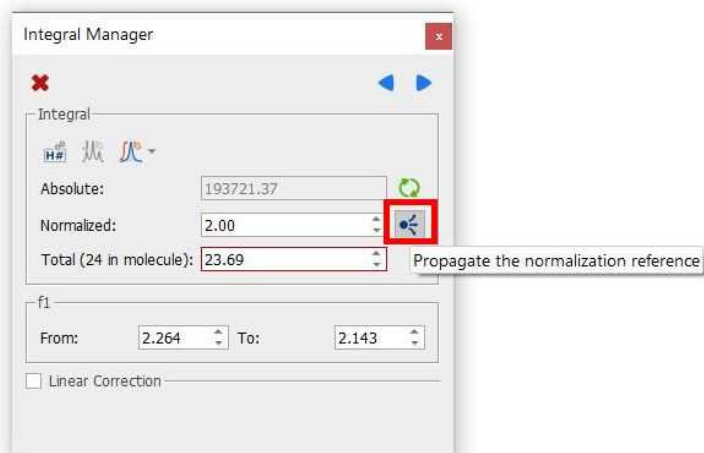 Integral Manager
x
Integral
H#
Absolute: 193721.37
Normalized: 2.00
Total (24 in molecule): 23.69
Propagate the normalization reference
f1
From: 2.264 To: 2.143
Linear Correction